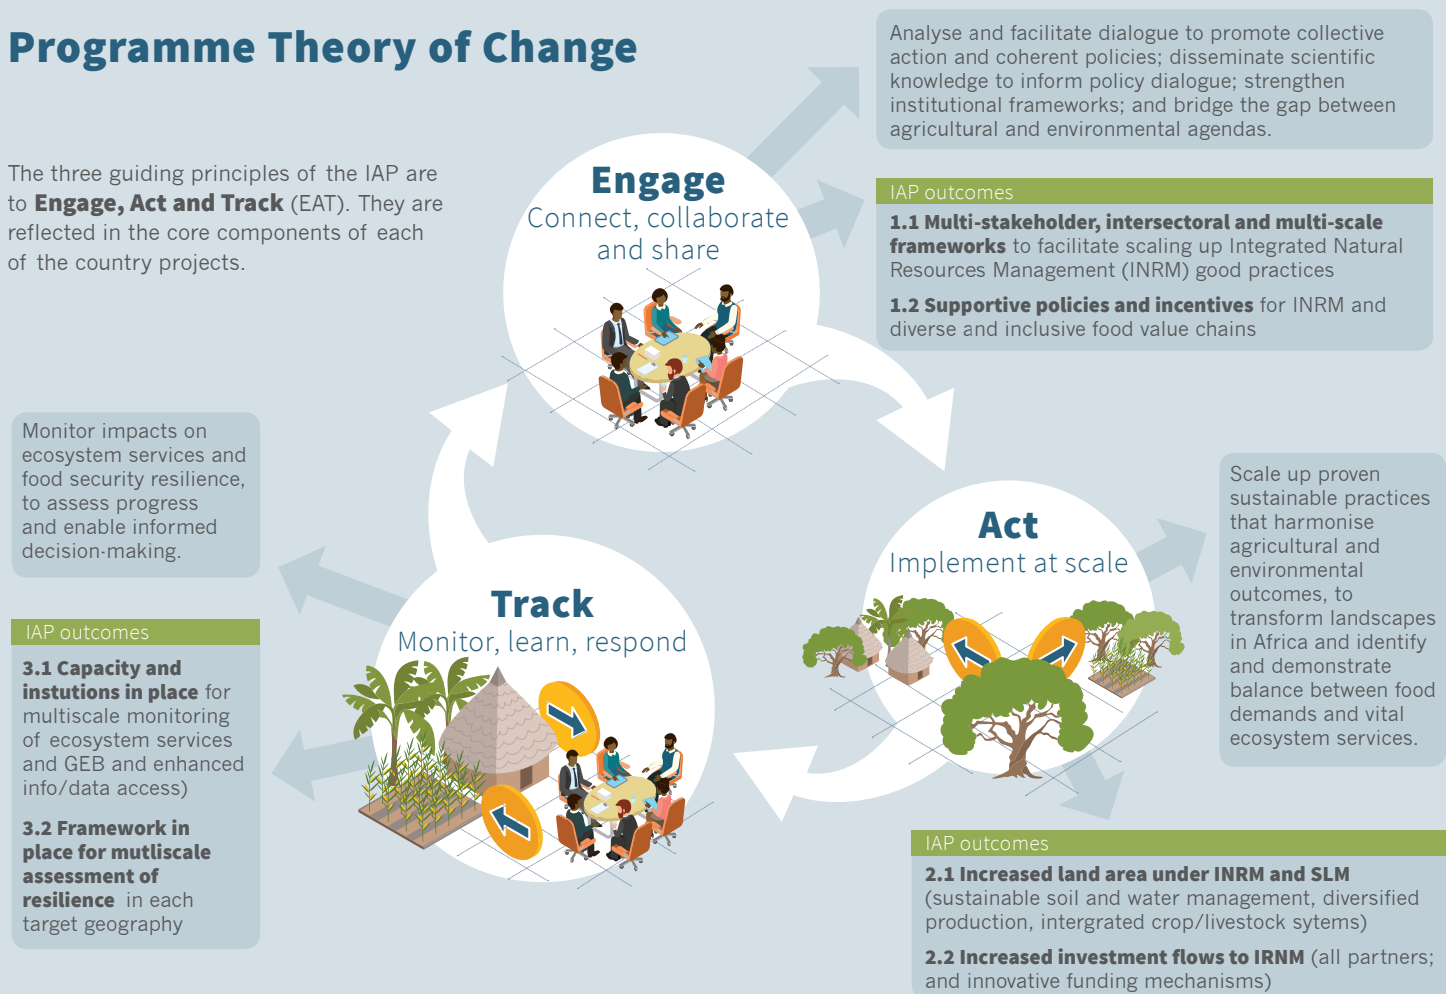 Programme Theory of Change
The three guiding principles of the IAP are
to Engage, Act and Track (EAT). They are
reflected in the core components of each
of the country projects.
Engage
Connect, collaborate
and share
Analyse and facilitate dialogue to promote collective
action and coherent policies; disseminate scientific
knowledge to inform policy dialogue; strengthen
institutional frameworks; and bridge the gap between
agricultural and environmental agendas.
IAP outcomes
1.1 Multi-stakeholder, intersectoral and multi-scale
frameworks to facilitate scaling up Integrated Natural
Resources Management (INRM) good practices
1.2 Supportive policies and incentives for INRM and
diverse and inclusive food value chains
Act
Implement at scale
Scale up proven
sustainable practices
that harmonise
agricultural and
environmental
outcomes, to
transform landscapes
in Africa and identify
and demonstrate
balance between food
demands and vital
ecosystem services.
IAP outcomes
2.1 Increased land area under INRM and SLM
(sustainable soil and water management, diversified
production, intergrated crop/livestock sytems)
2.2 Increased investment flows to IRNM (all partners;
and innovative funding mechanisms)
Track
Monitor, learn, respond
Monitor impacts on
ecosystem services and
food security resilience,
to assess progress
and enable informed
decision-making.
IAP outcomes
3.1 Capacity and
instutions in place for
multiscale monitoring
of ecosystem services
and GEB and enhanced
info/data access)
3.2 Framework in
place for mutliscale
assessment of
resilience in each
target geography